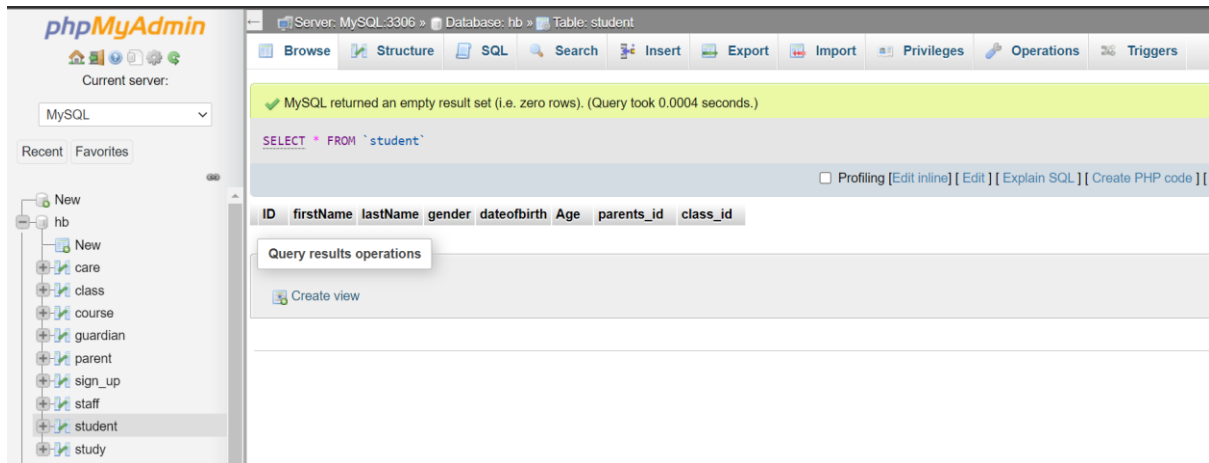 phpMyAdmin
Current server:
MySQL
Recent Favorites
New
hb
New
care
class
course
guardian
parent
sign_up
staff
student
study
Server: MySQL:3306 » Database: hb » Table: student
Browse Structure SQL Search Insert Export Import Privileges Operations Triggers
MySQL returned an empty result set (i.e. zero rows). (Query took 0.0004 seconds.)
SELECT * FROM `student`
Profiling [Edit inline] [ Edit ] [ Explain SQL ] [ Create PHP code ] [
ID firstName lastName gender dateofbirth Age parents_id class_id
Query results operations
Create view